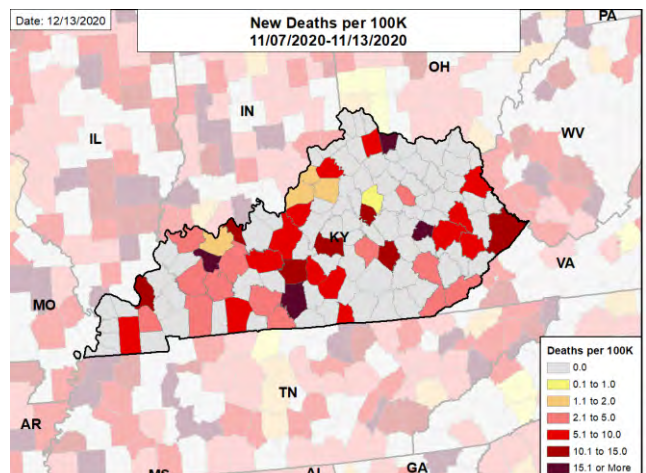 Date: 12/13/2020
New Deaths per 100K
11/07/2020-11/13/2020
PA
OH
IN
IL
WV
KY
VA
MO
TN
AR
MS
AL
GA
Deaths per 100K
0.0
0.1 to 1.0
1.1 to 2.0
2.1 to 5.0
5.1 to 10.0
10.1 to 15.0
15.1 or More